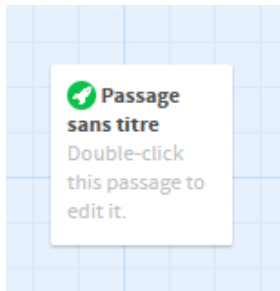 Passage
sans titre
Double-click
this passage to
edit it.